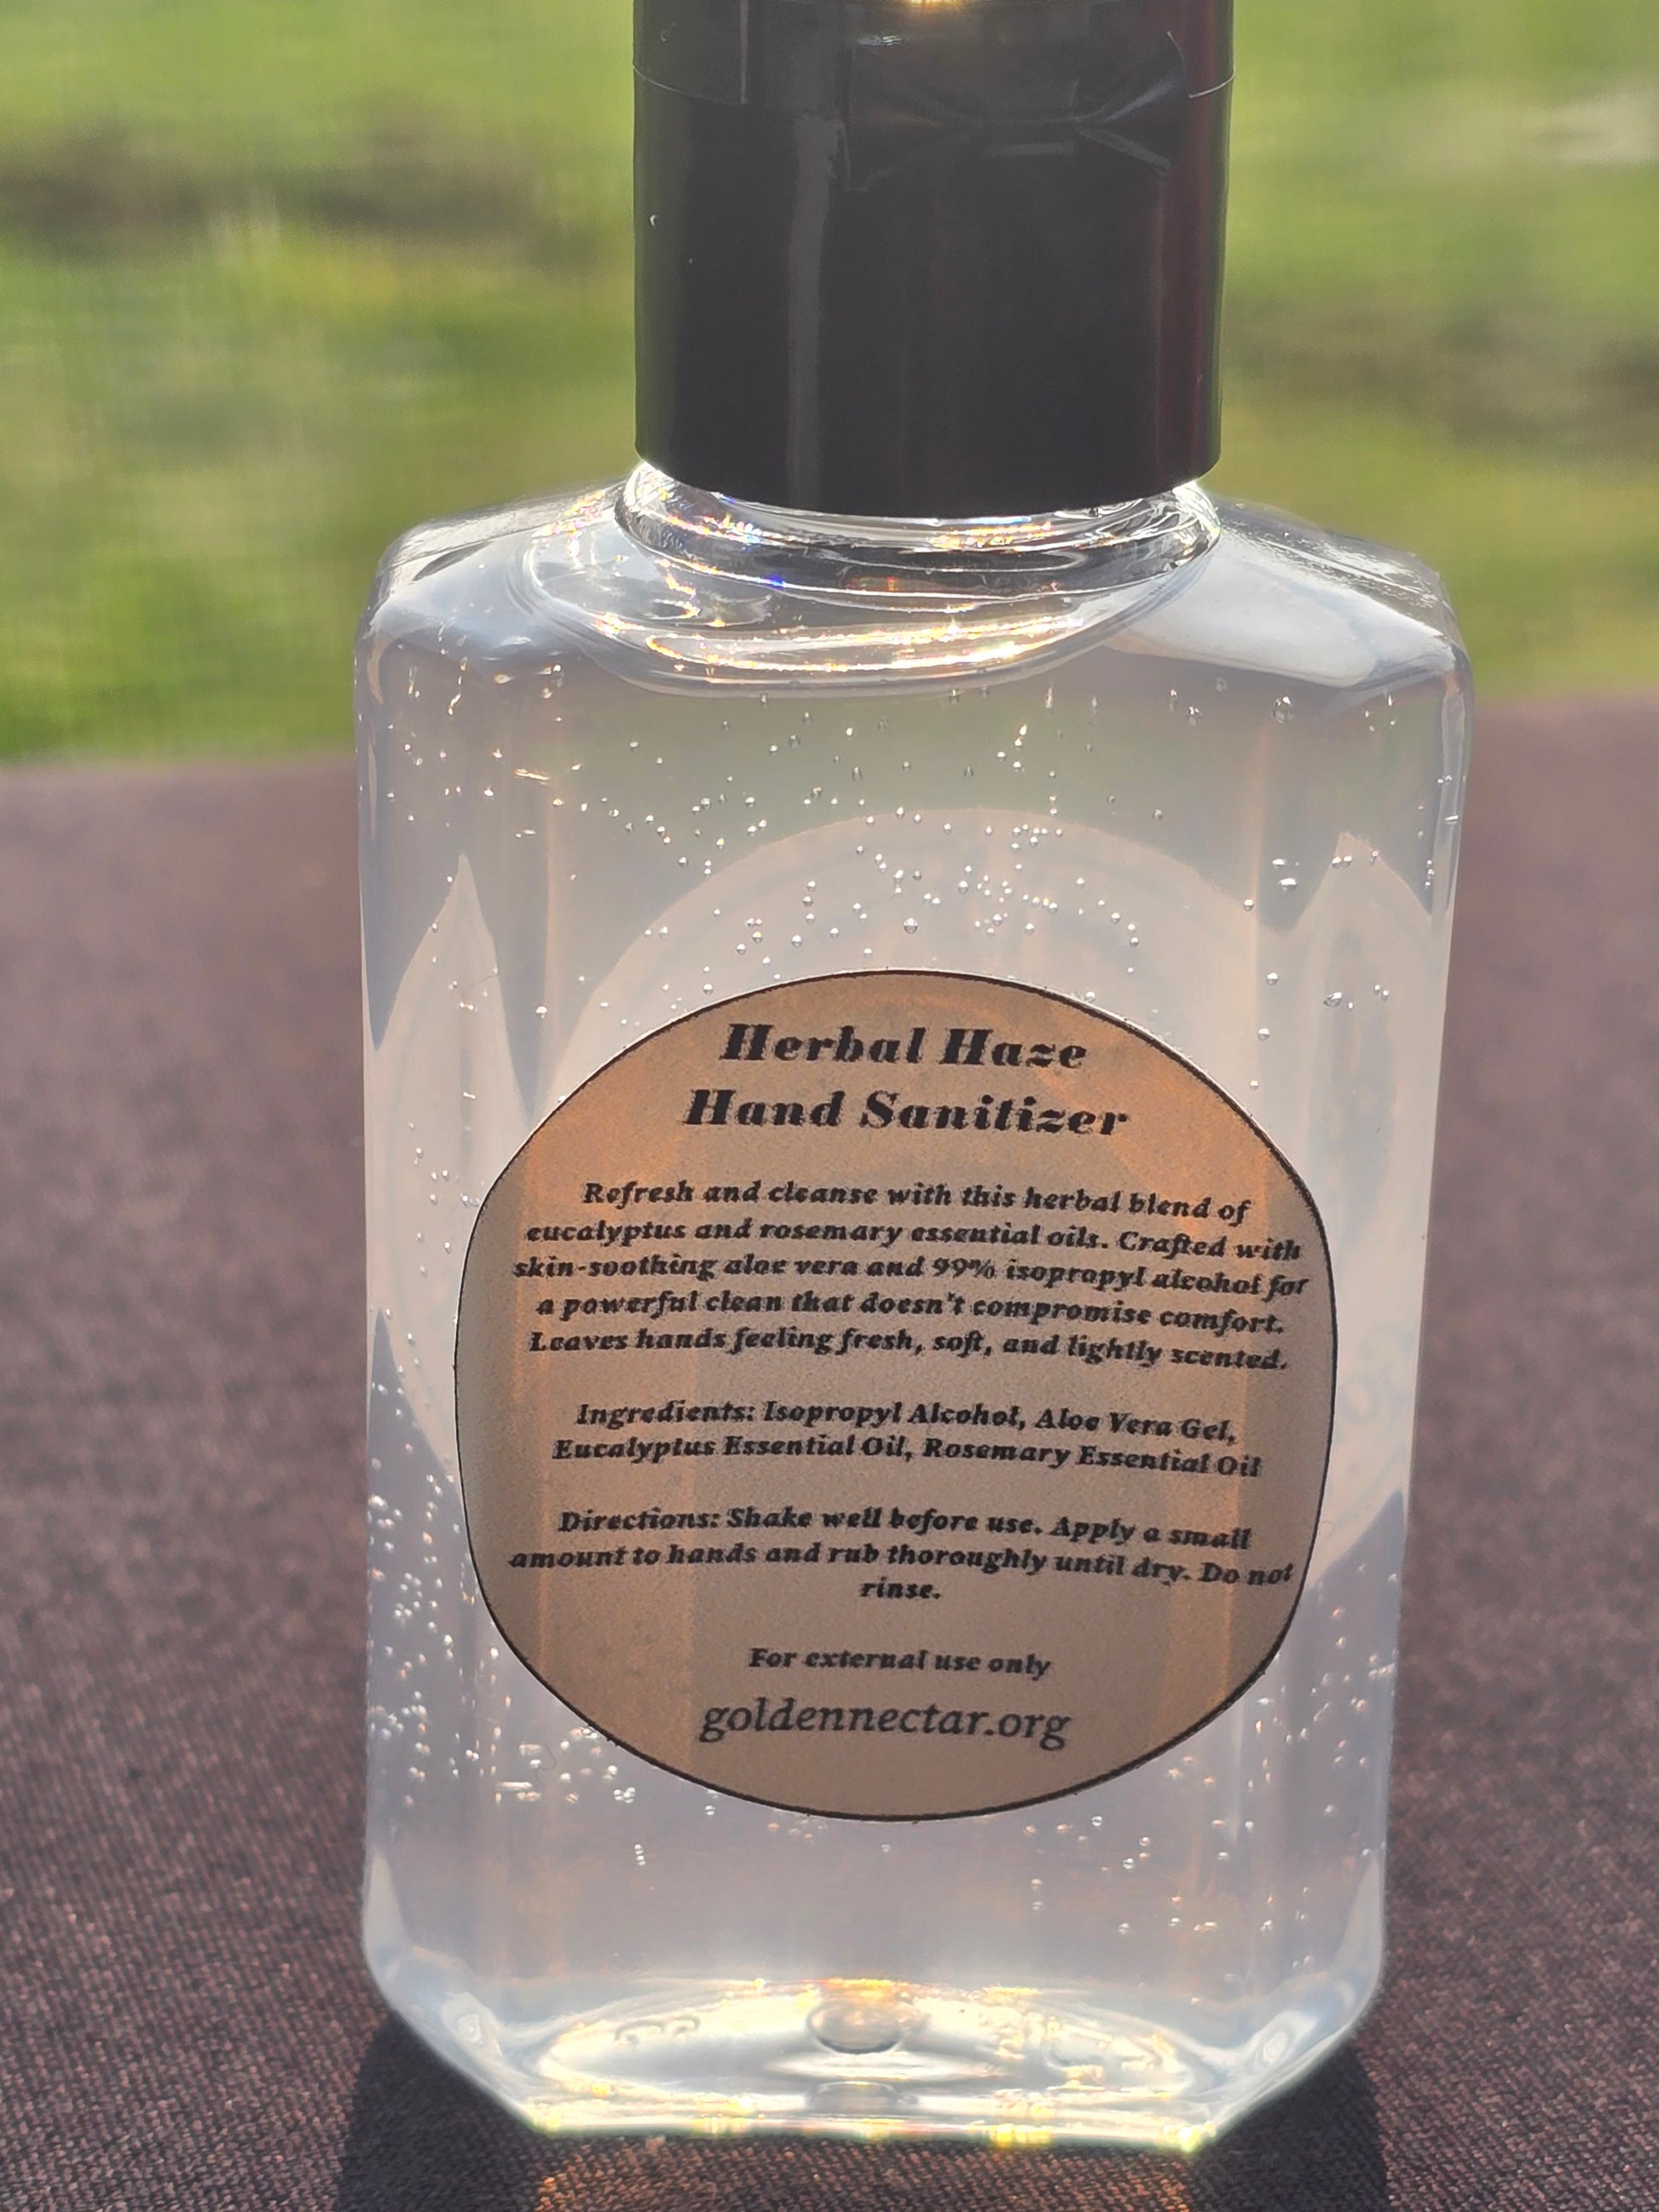 Herbal Haze
Hand Sanitizer
Refresh and cleanse with this herbal blend of
eucalyptus and rosemary essential oils. Crafted with
skin-soothing aloe vera and 99% isopropyl alcohol for
a powerful clean that doesn't compromise comfort.
Leaves hands feeling fresh, soft, and lightly scented.
Ingredients: Isopropyl Alcohol, Aloe Vera Gel,
Eucalyptus Essential Oil, Rosemary Essential Oil
Directions: Shake well before use. Apply a small
amount to hands and rub thoroughly until dry. Do not
rinse.
For external use only
goldennectar.org